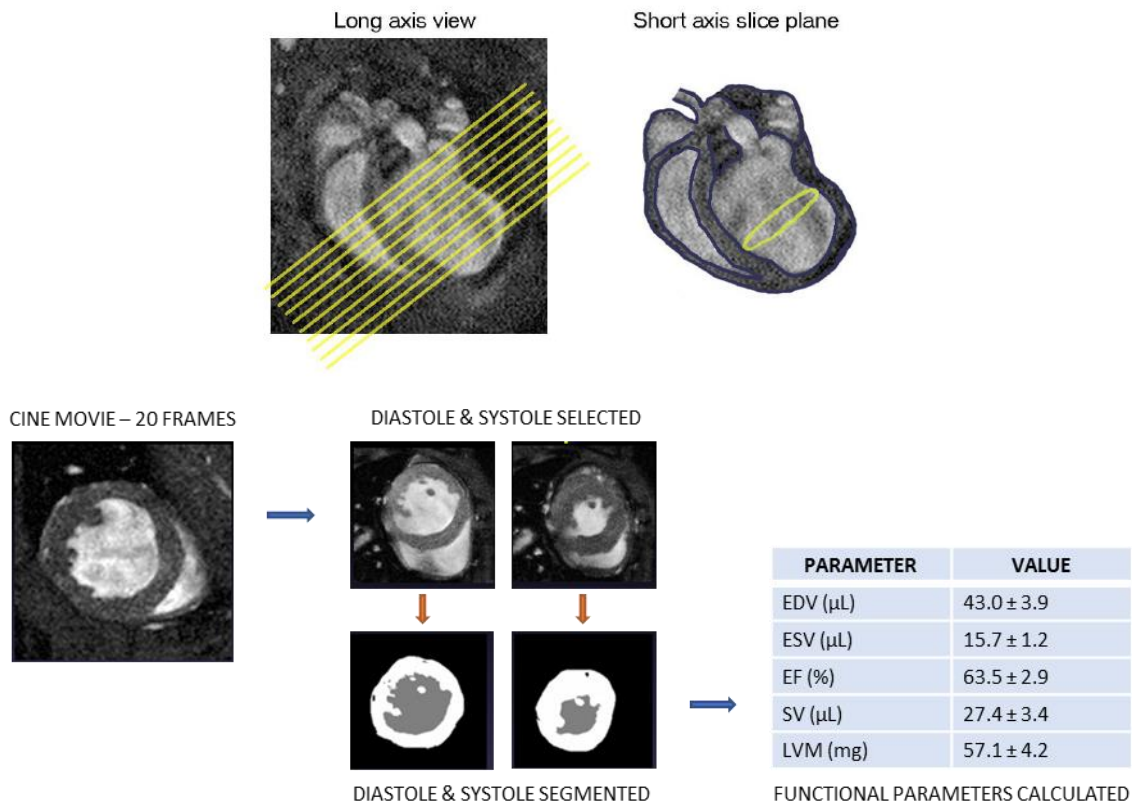 Long axis view
Short axis slice plane
CINE MOVIE – 20 FRAMES
DIASTOLE & SYSTOLE SELECTED
PARAMETER VALUE
EDV (µL) 43.0 ± 3.9
ESV (µL) 15.7 ± 1.2
EF (%) 63.5 ± 2.9
SV (µL) 27.4 ± 3.4
LVM (mg) 57.1 ± 4.2
DIASTOLE & SYSTOLE SEGMENTED
FUNCTIONAL PARAMETERS CALCULATED